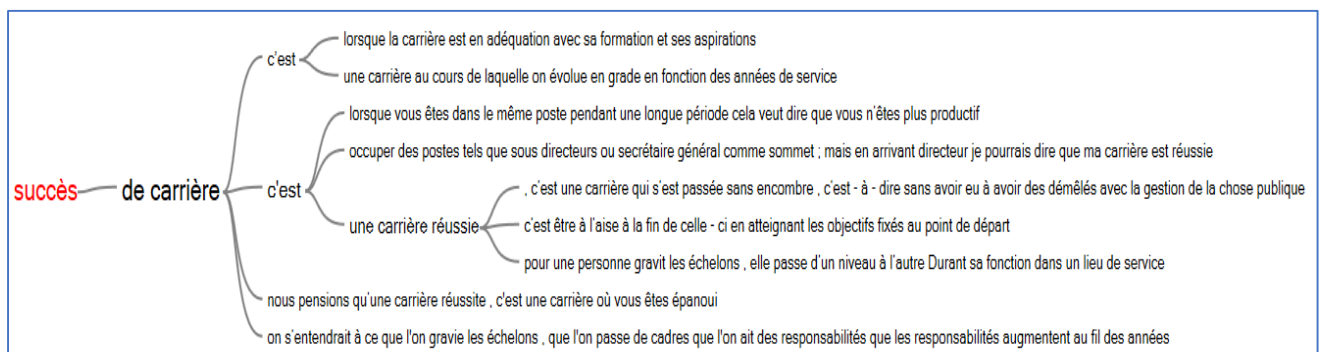 lorsque la carrière est en adéquation avec sa formation et ses aspirations
c'est
une carrière au cours de laquelle on évolue en grade en fonction des années de service
lorsque vous êtes dans le même poste pendant une longue période cela veut dire que vous n'êtes plus productif
occuper des postes tels que sous directeurs ou secrétaire général comme sommet ; mais en arrivant directeur je pourrais dire que ma carrière est réussie
succès de carrière c'est
, c'est une carrière qui s'est passée sans encombre , c'est - à - dire sans avoir eu à avoir des démêlés avec la gestion de la chose publique
une carrière réussie c'est être à l'aise à la fin de celle - ci en atteignant les objectifs fixés au point de départ
pour une personne gravit les échelons , elle passe d'un niveau à l'autre Durant sa fonction dans un lieu de service
nous pensions qu'une carrière réussite , c'est une carrière où vous êtes épanoui
on s'entendrait à ce que l'on gravie les échelons , que l'on passe de cadres que l'on ait des responsabilités que les responsabilités augmentent au fil des années